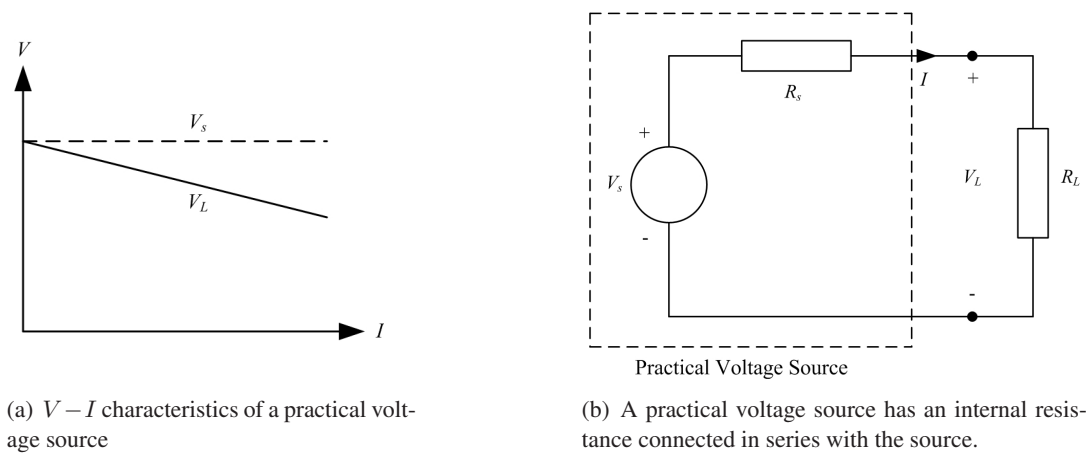 V
V_s
V_L
I
R_s
I
+
+
V_s
V_L
R_L
-
-
Practical Voltage Source
(a) V − I characteristics of a practical volt-
age source
(b) A practical voltage source has an internal resis-
tance connected in series with the source.